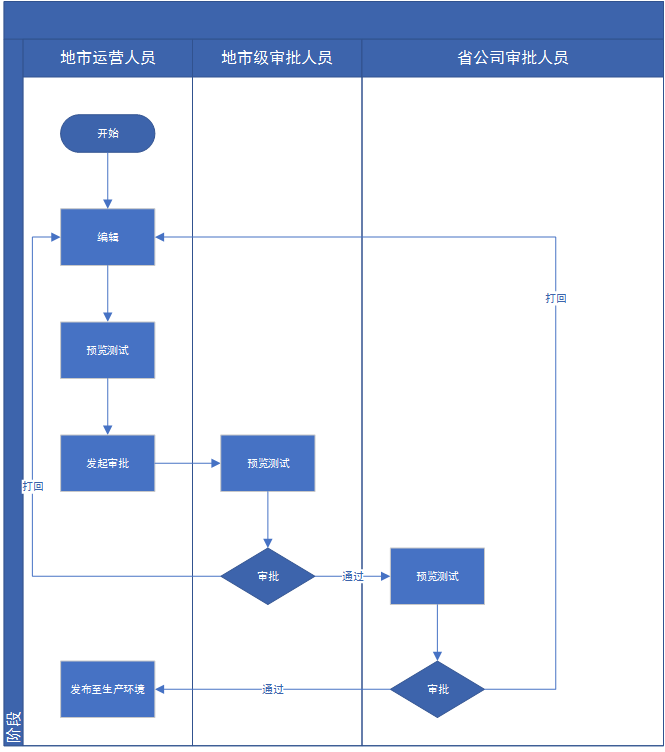 地市运营人员
地市级审批人员
省公司审批人员
开始
编辑
打回
预览测试
发起审批
预览测试
打回
审批
通过
预览测试
发布至生产环境
通过
审批
阶段